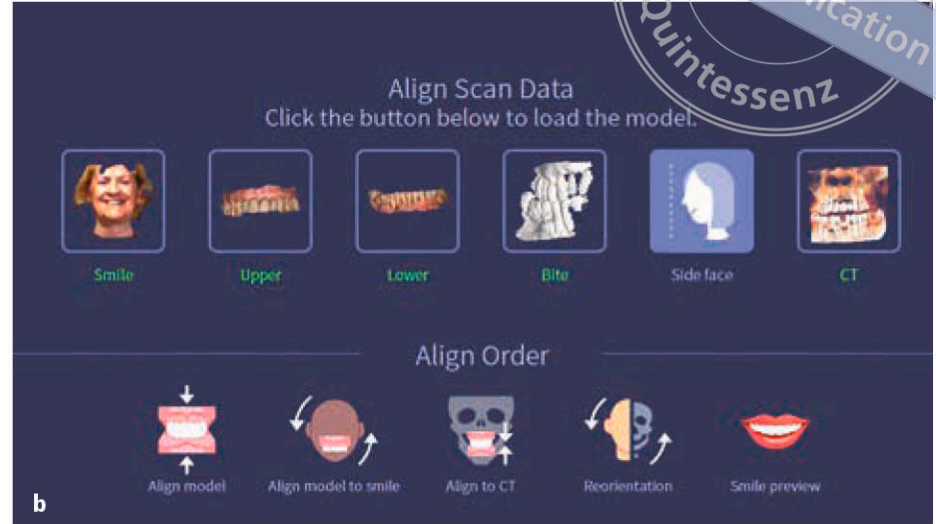 Quintessenz
Align Scan Data
Click the button below to load the model.
Smile
Upper
Lower
Bite
Side face
CT
Align Order
Align model
Align model to smile
Align to CT
Reorientation
Smile preview
b